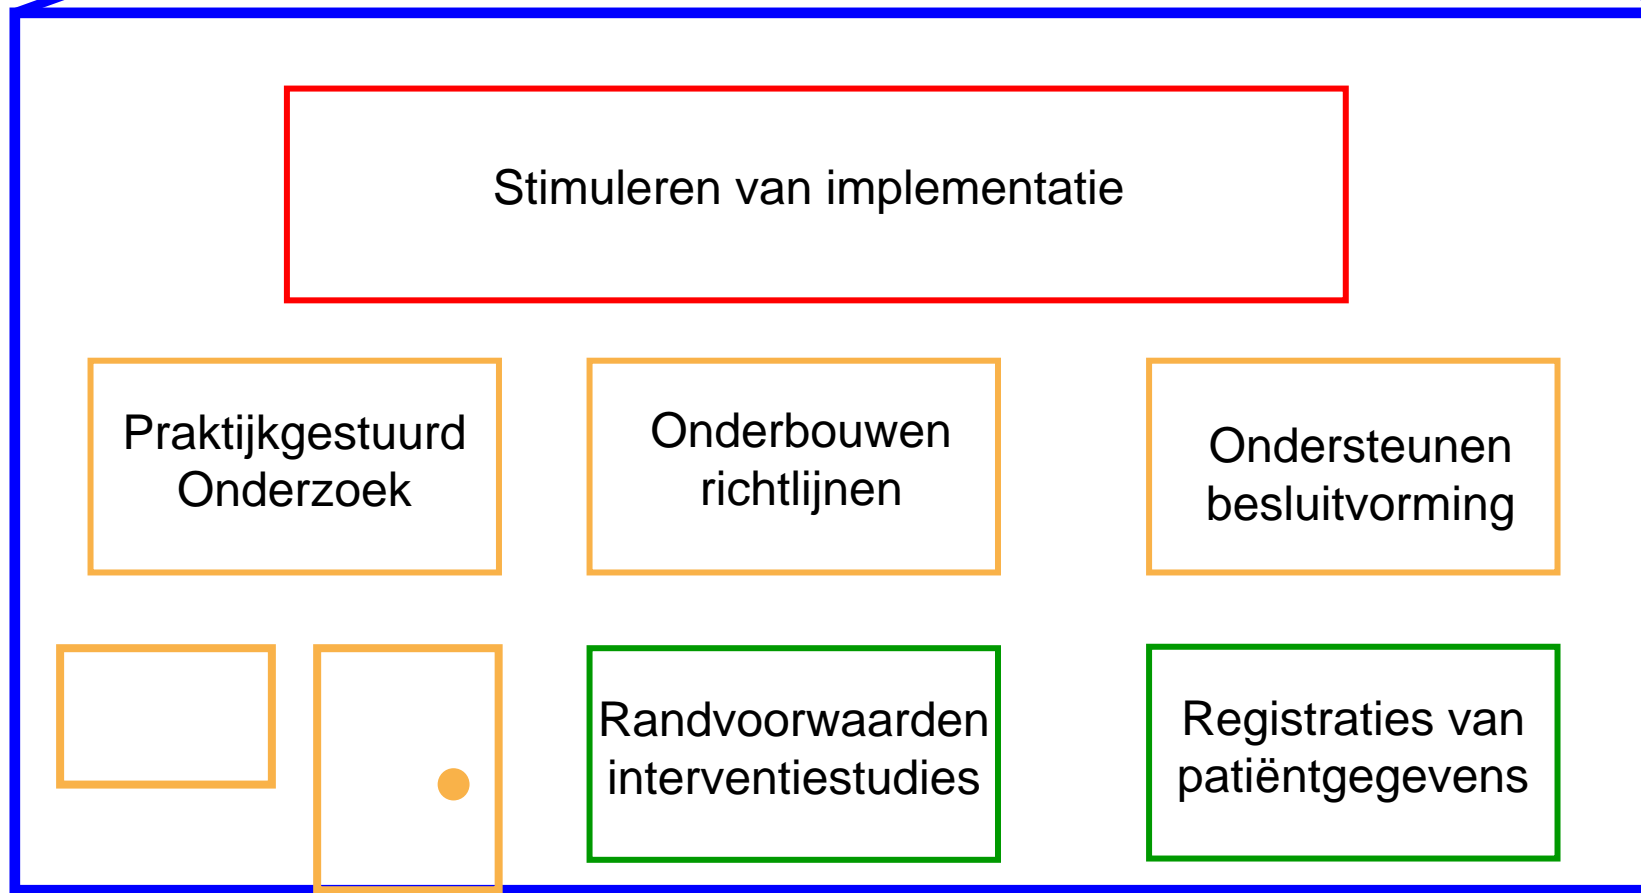 Stimuleren van implementatie
Praktijkgestuurd
Onderzoek
Onderbouwen
richtlijnen
Ondersteunen
besluitvorming
Randvoorwaarden
interventiestudies
Registraties van
patiëntgegevens